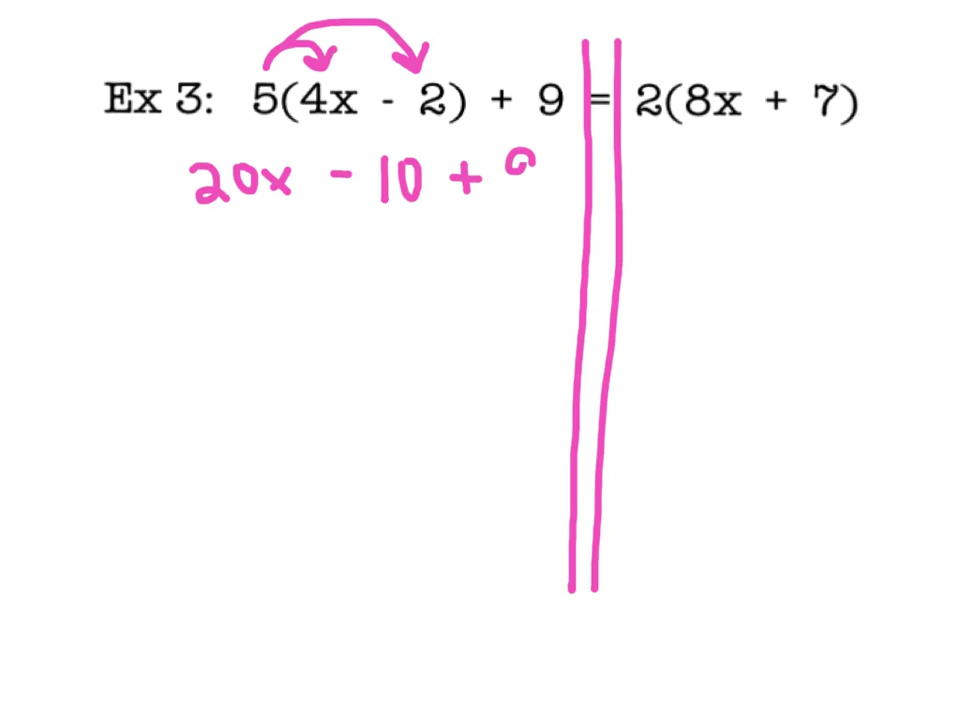 Ex 3: 5(4x - 2) + 9 = 2(8x + 7)
20x - 10 +